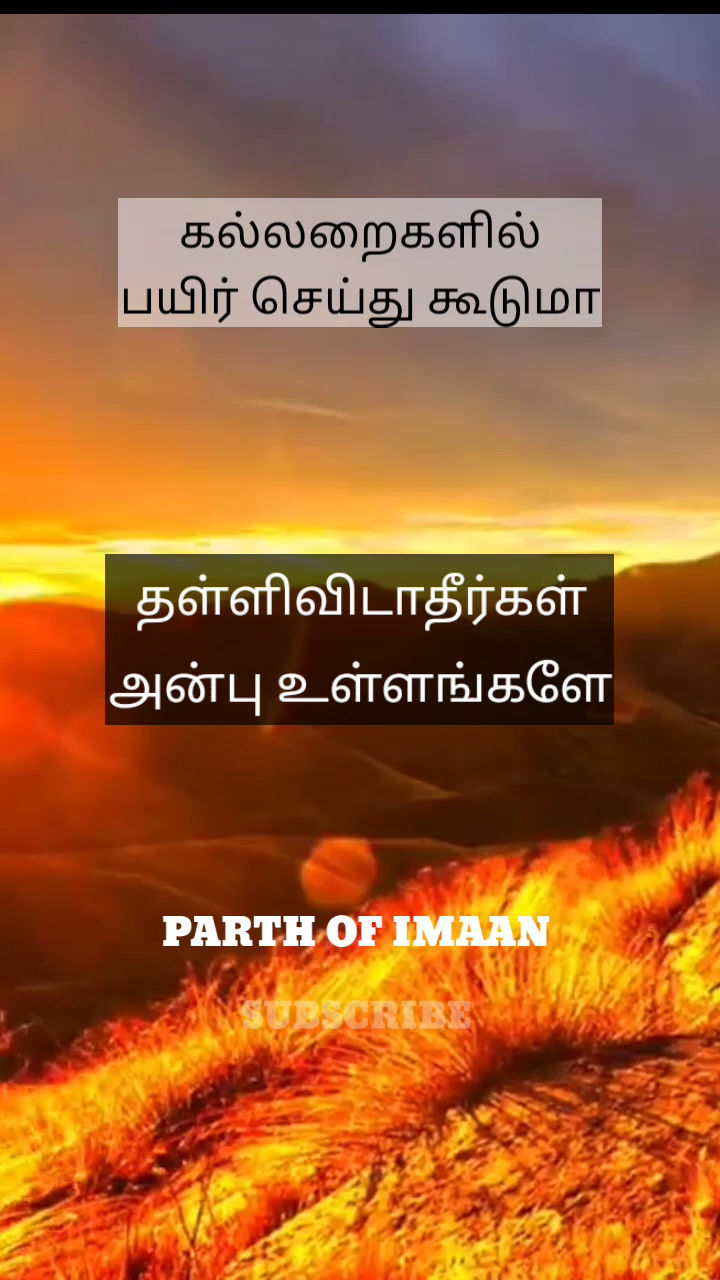 கல்லறைகளில்
பயிர் செய்து கூடுமா
தள்ளிவிடாதீர்கள்
அன்பு உள்ளங்களே
PARTH OF IMAAN
SUBSCRIBE